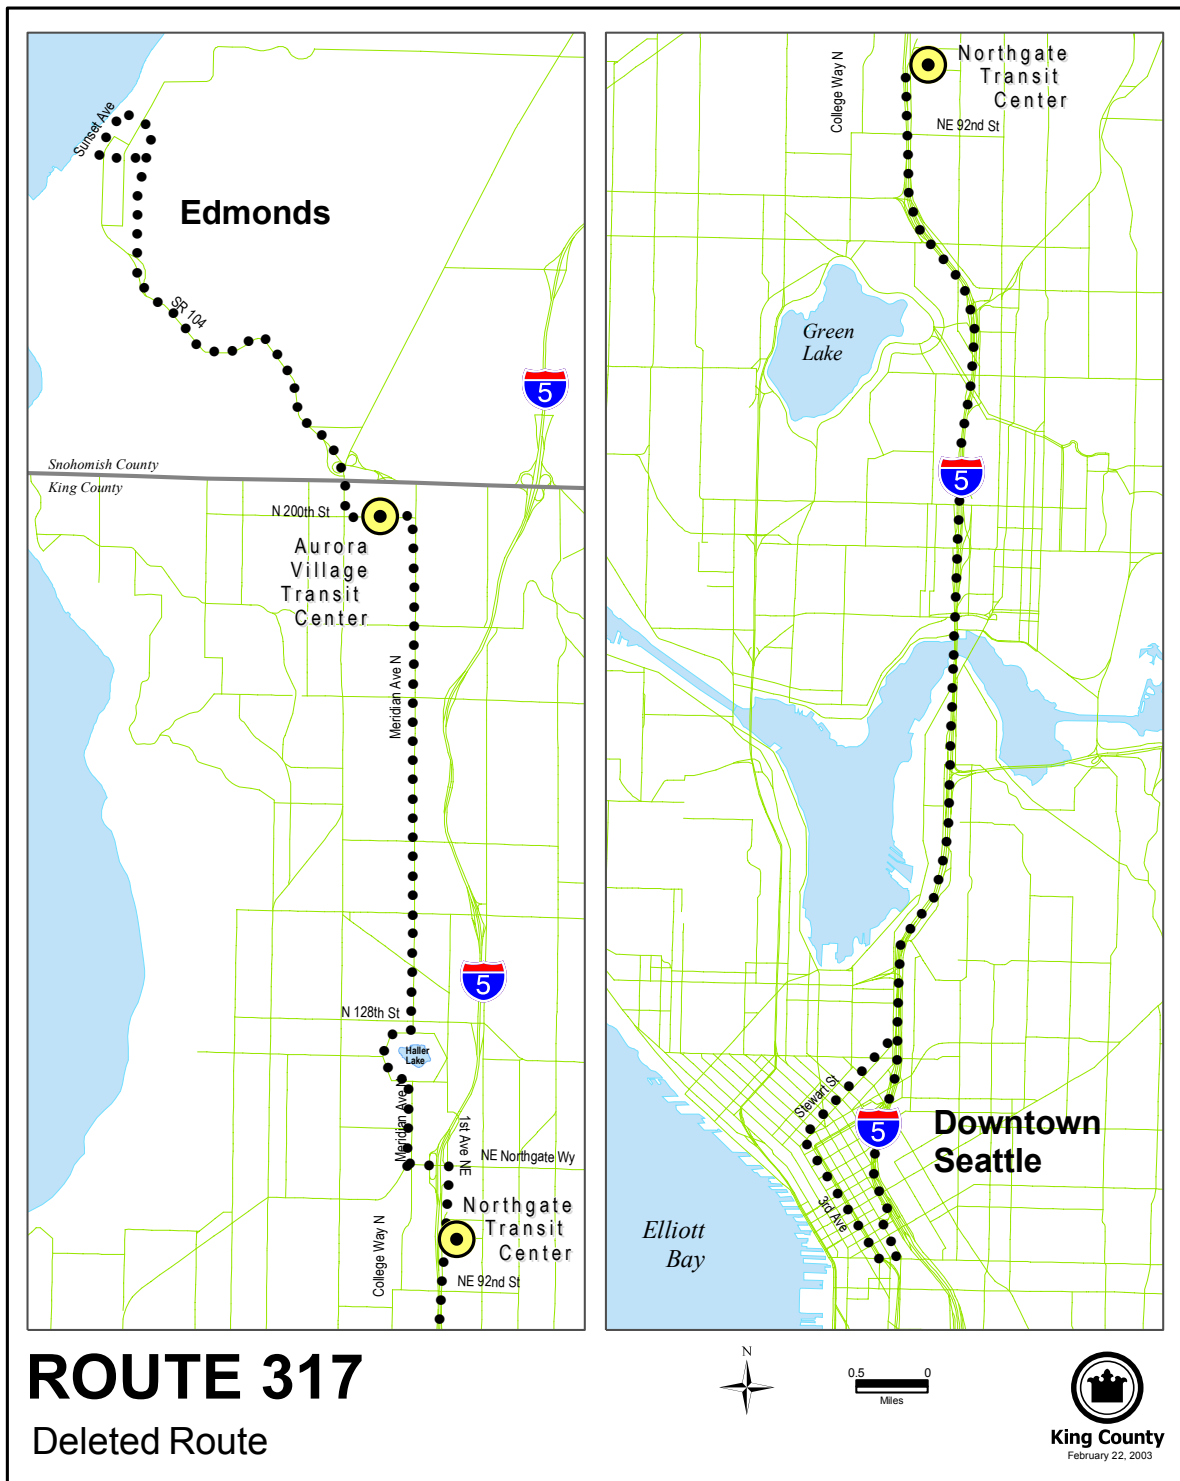 Sunset Ave
Edmonds
SR 104
5
Snohomish County
King County
N 200th St
Aurora
Village
Transit
Center
Meridian Ave N
N 128th St
5
Haller
Lake
Meridian Ave N
1st Ave NE
NE Northgate Wy
Northgate
Transit
Center
College Way N
NE 92nd St
College Way N
Northgate
Transit
Center
NE 92nd St
Green
Lake
5
Stewart St
5
Downtown
Seattle
3rd Ave
Elliott
Bay
ROUTE 317
Deleted Route
N
0.5 0
Miles
King County
February 22, 2003